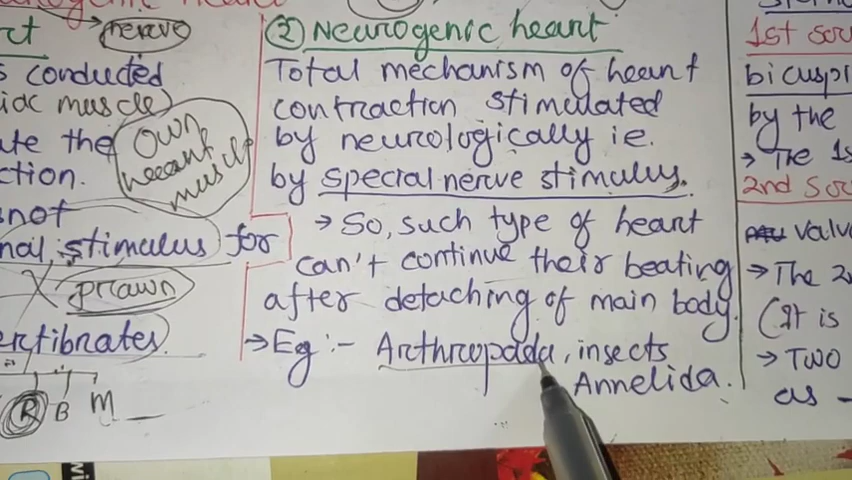 nerve
s conducted
muscle
the
ction.
not
stimulus for
prawn
R B M
Own
heart
muscle
② Neurogenic heart
Total mechanism of heart
contraction stimulated
by neurologically ie.
by special nerve stimulus.
→ So, such type of heart
can't continue their beating
after detaching of main body.
→ Eg :- Arthropoda, insects
Annelida.
1st sou
bicuspi
by the
→ The 1s
2nd Sou
valv
→ The 2
(It is
→ Two
as -